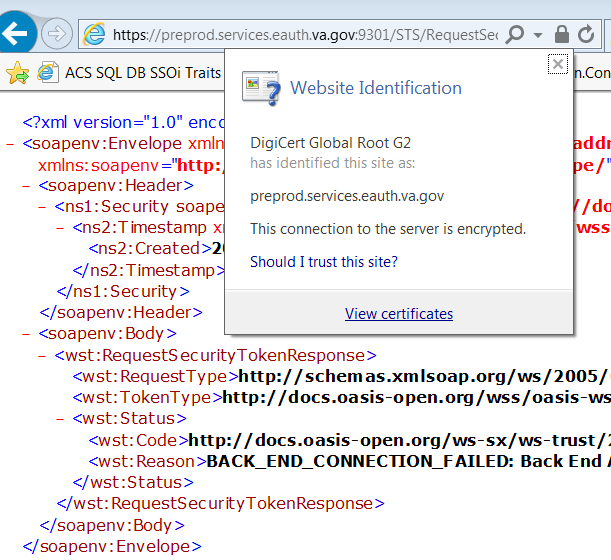 https://preprod.services.eauth.va.gov:9301/STS/RequestSec
ACS SQL DB SSOi Traits
n.Con
Website Identification
DigiCert Global Root G2
has identified this site as:
preprod.services.eauth.va.gov
This connection to the server is encrypted.
Should I trust this site?
View certificates
<?xml version="1.0" enco
- <soapenv:Envelope xmln addr
xmlns:soapenv="http:/ pe/"
- <soapenv:Header>
- <ns1:Security soape //do
- <ns2:Timestamp xm wss
<ns2:Created>20
</ns2:Timestamp>
</ns1:Security>
</soapenv:Header>
- <soapenv:Body>
- <wst:RequestSecurityTokenResponse>
<wst:RequestType>http://schemas.xmlsoap.org/ws/2005/
<wst:TokenType>http://docs.oasis-open.org/wss/oasis-ws
- <wst:Status>
<wst:Code>http://docs.oasis-open.org/ws-sx/ws-trust/2
<wst:Reason>BACK_END_CONNECTION_FAILED: Back End A
</wst:Status>
</wst:RequestSecurityTokenResponse>
</soapenv:Body>
</soapenv:Envelope>